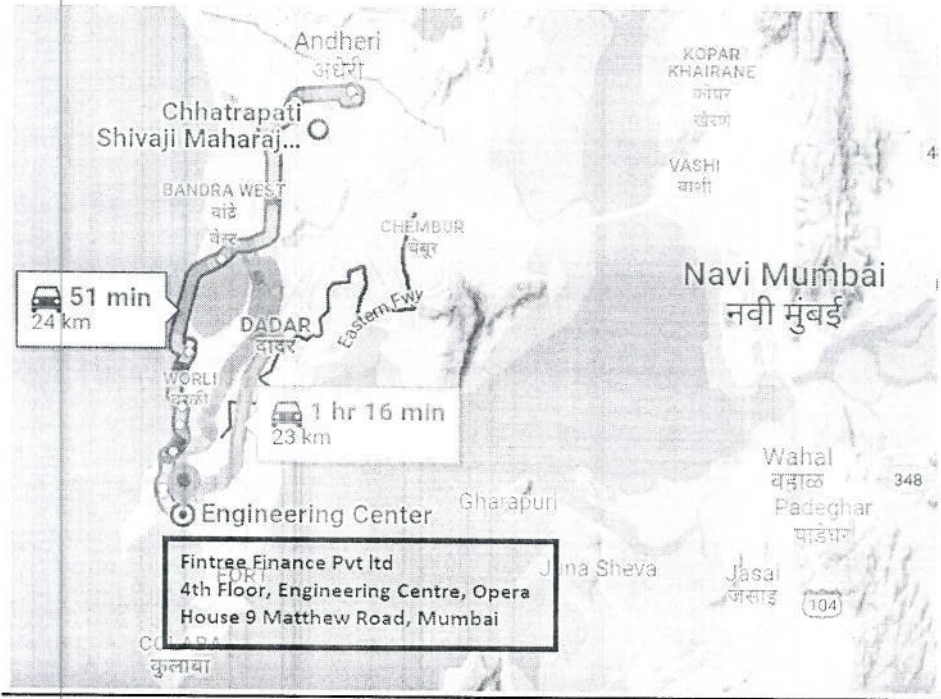 Andheri
अंधेरी
KOPAR
KHAIRANE
कोपर
खैरणे
Chhatrapati
Shivaji Maharaj...
VASHI
वाशी
BANDRA WEST
वांद्रे
वेस्ट
CHEMBUR
चेंबूर
Navi Mumbai
नवी मुंबई
51 min
24 km
Eastern Fwy
DADAR
दादर
WORLI
वरळी
1 hr 16 min
23 km
Wahal
वहाळ
348
Padeghar
पाडेघर
Gharapuri
Engineering Center
Fintree Finance Pvt ltd
4th Floor, Engineering Centre, Opera
House 9 Matthew Road, Mumbai
FORT
Juna Sheva
Jasai
जसाइ
104
COLABA
कुलाबा